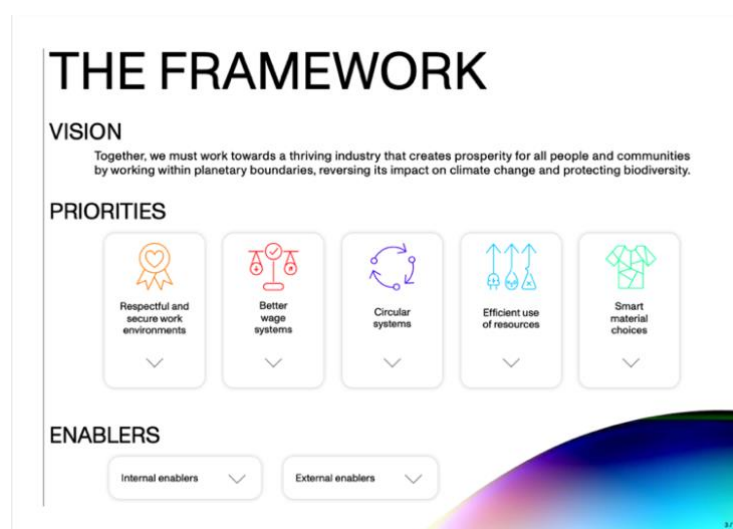 THE FRAMEWORK
VISION
Together, we must work towards a thriving industry that creates prosperity for all people and communities
by working within planetary boundaries, reversing its impact on climate change and protecting biodiversity.
PRIORITIES
Respectful and
secure work
environments
Better
wage
systems
Circular
systems
Efficient use
of resources
Smart
material
choices
ENABLERS
Internal enablers
External enablers